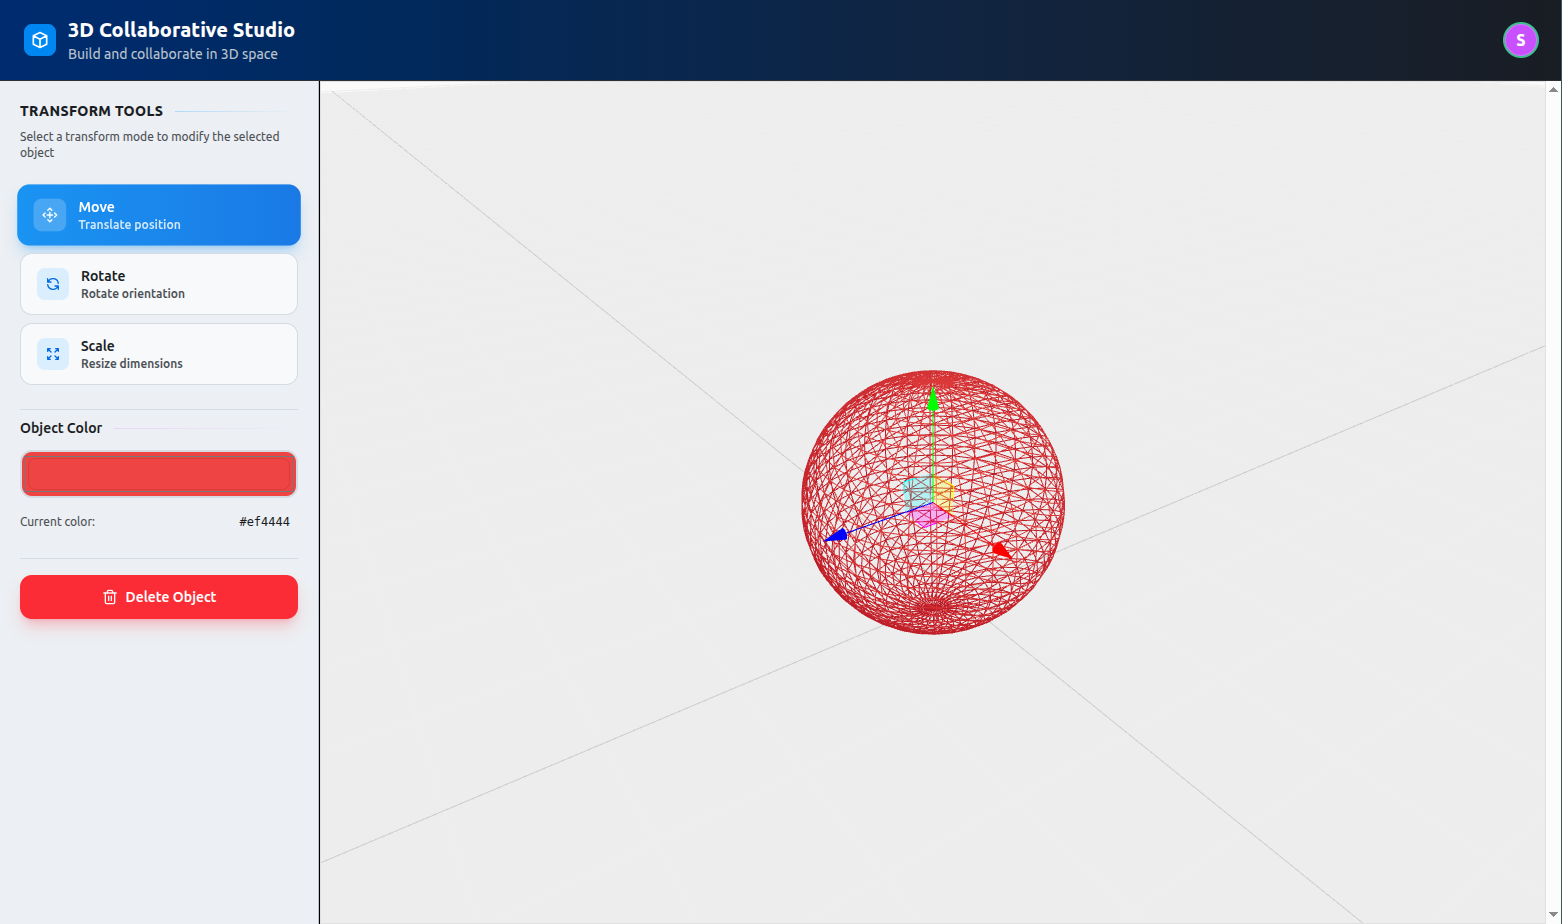 3D Collaborative Studio
Build and collaborate in 3D space
S
TRANSFORM TOOLS
Select a transform mode to modify the selected
object
Move
Translate position
Rotate
Rotate orientation
Scale
Resize dimensions
Object Color
Current color: #ef4444
Delete Object